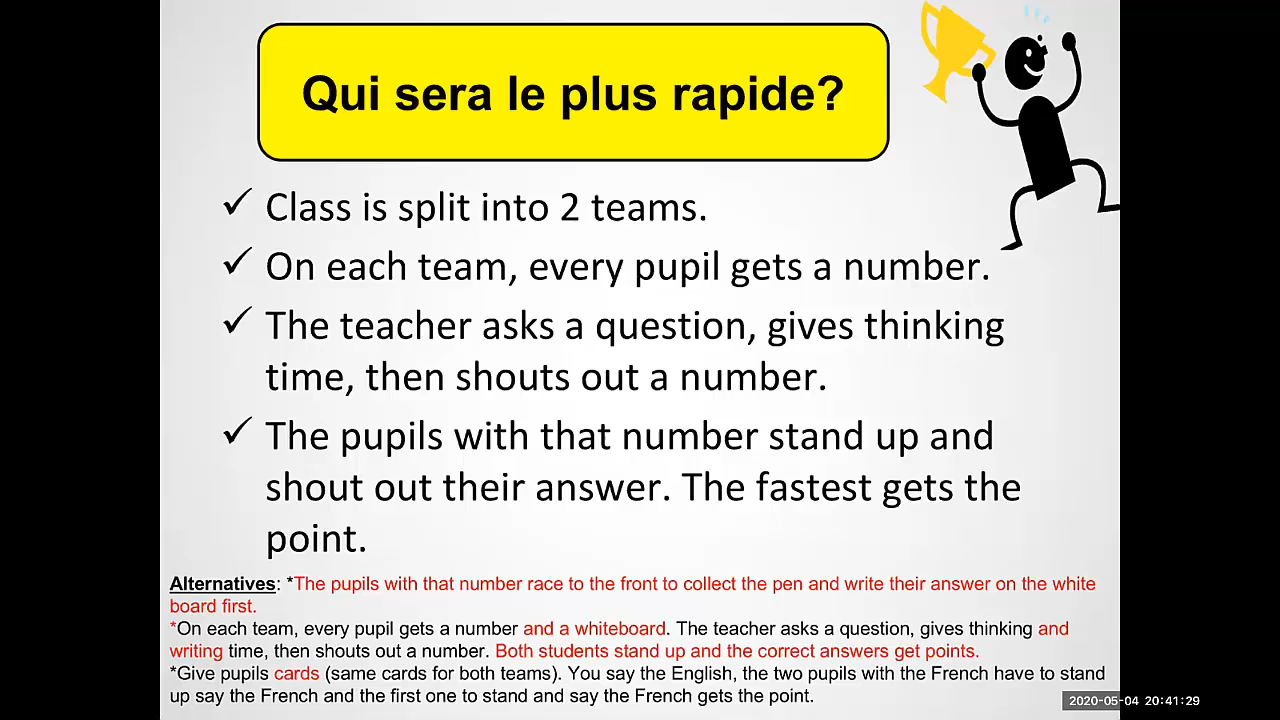 Qui sera le plus rapide?
✓ Class is split into 2 teams.
✓ On each team, every pupil gets a number.
✓ The teacher asks a question, gives thinking
time, then shouts out a number.
✓ The pupils with that number stand up and
shout out their answer. The fastest gets the
point.
Alternatives: *The pupils with that number race to the front to collect the pen and write their answer on the white
board first.
*On each team, every pupil gets a number and a whiteboard. The teacher asks a question, gives thinking and
writing time, then shouts out a number. Both students stand up and the correct answers get points.
*Give pupils cards (same cards for both teams). You say the English, the two pupils with the French have to stand
up say the French and the first one to stand and say the French gets the point.
2020-05-04 20:41:29